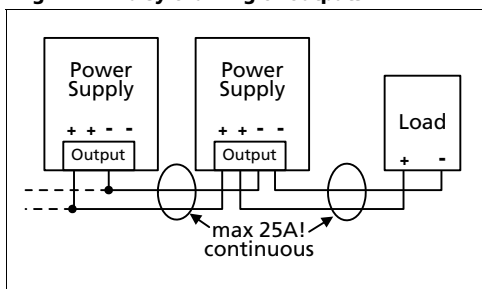 Power
Supply
+ + - -
Output
Power
Supply
+ + - -
Output
Load
+ -
max 25A!
continuous